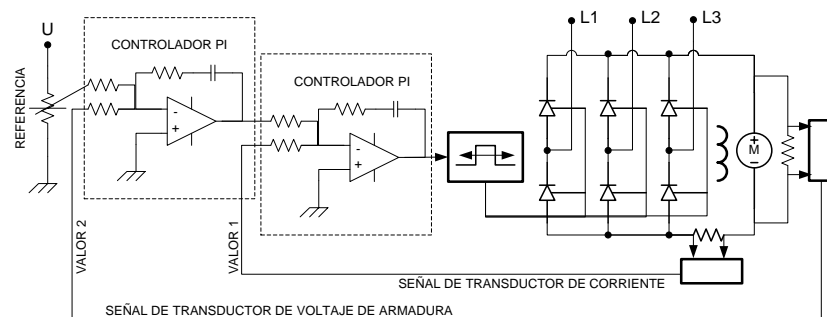 U
L1
L2
L3
CONTROLADOR PI
CONTROLADOR PI
REFERENCIA
-
+
-
+
+
M
-
VALOR 2
VALOR 1
SEÑAL DE TRANSDUCTOR DE CORRIENTE
SEÑAL DE TRANSDUCTOR DE VOLTAJE DE ARMADURA